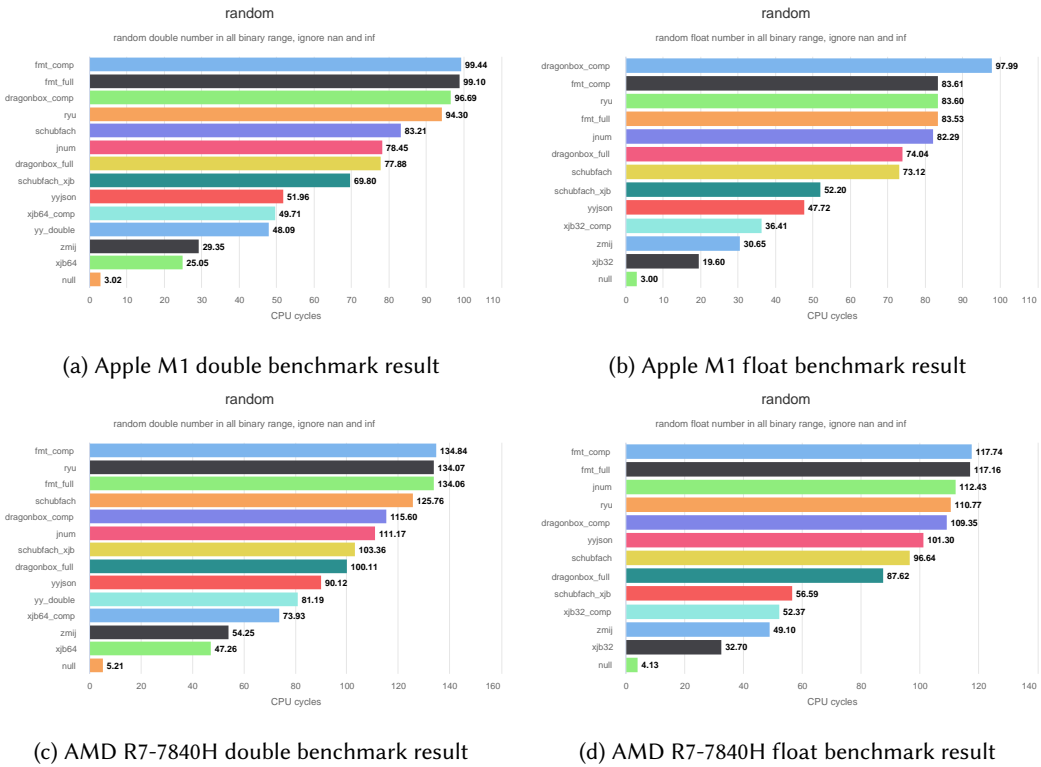 random
random double number in all binary range, ignore nan and inf
fmt_comp 99.44
fmt_full 99.10
dragonbox_comp 96.69
ryu 94.30
schubfach 83.21
jnum 78.45
dragonbox_full 77.88
schubfach_xjb 69.80
yyjson 51.96
xjb64_comp 49.71
yy_double 48.09
zmij 29.35
xjb64 25.05
null 3.02
0 10 20 30 40 50 60 70 80 90 100 110
CPU cycles
(a) Apple M1 double benchmark result
random
random float number in all binary range, ignore nan and inf
dragonbox_comp 97.99
fmt_comp 83.61
ryu 83.60
fmt_full 83.53
jnum 82.29
dragonbox_full 74.04
schubfach 73.12
schubfach_xjb 52.20
yyjson 47.72
xjb32_comp 36.41
zmij 30.65
xjb32 19.60
null 3.00
0 10 20 30 40 50 60 70 80 90 100 110
CPU cycles
(b) Apple M1 float benchmark result
random
random double number in all binary range, ignore nan and inf
fmt_comp 134.84
ryu 134.07
fmt_full 134.06
schubfach 125.76
dragonbox_comp 115.60
jnum 111.17
schubfach_xjb 103.36
dragonbox_full 100.11
yyjson 90.12
yy_double 81.19
xjb64_comp 73.93
zmij 54.25
xjb64 47.26
null 5.21
0 20 40 60 80 100 120 140 160
CPU cycles
(c) AMD R7-7840H double benchmark result
random
random float number in all binary range, ignore nan and inf
fmt_comp 117.74
fmt_full 117.16
jnum 112.43
ryu 110.77
dragonbox_comp 109.35
yyjson 101.30
schubfach 96.64
dragonbox_full 87.62
schubfach_xjb 56.59
xjb32_comp 52.37
zmij 49.10
xjb32 32.70
null 4.13
0 20 40 60 80 100 120 140
CPU cycles
(d) AMD R7-7840H float benchmark result